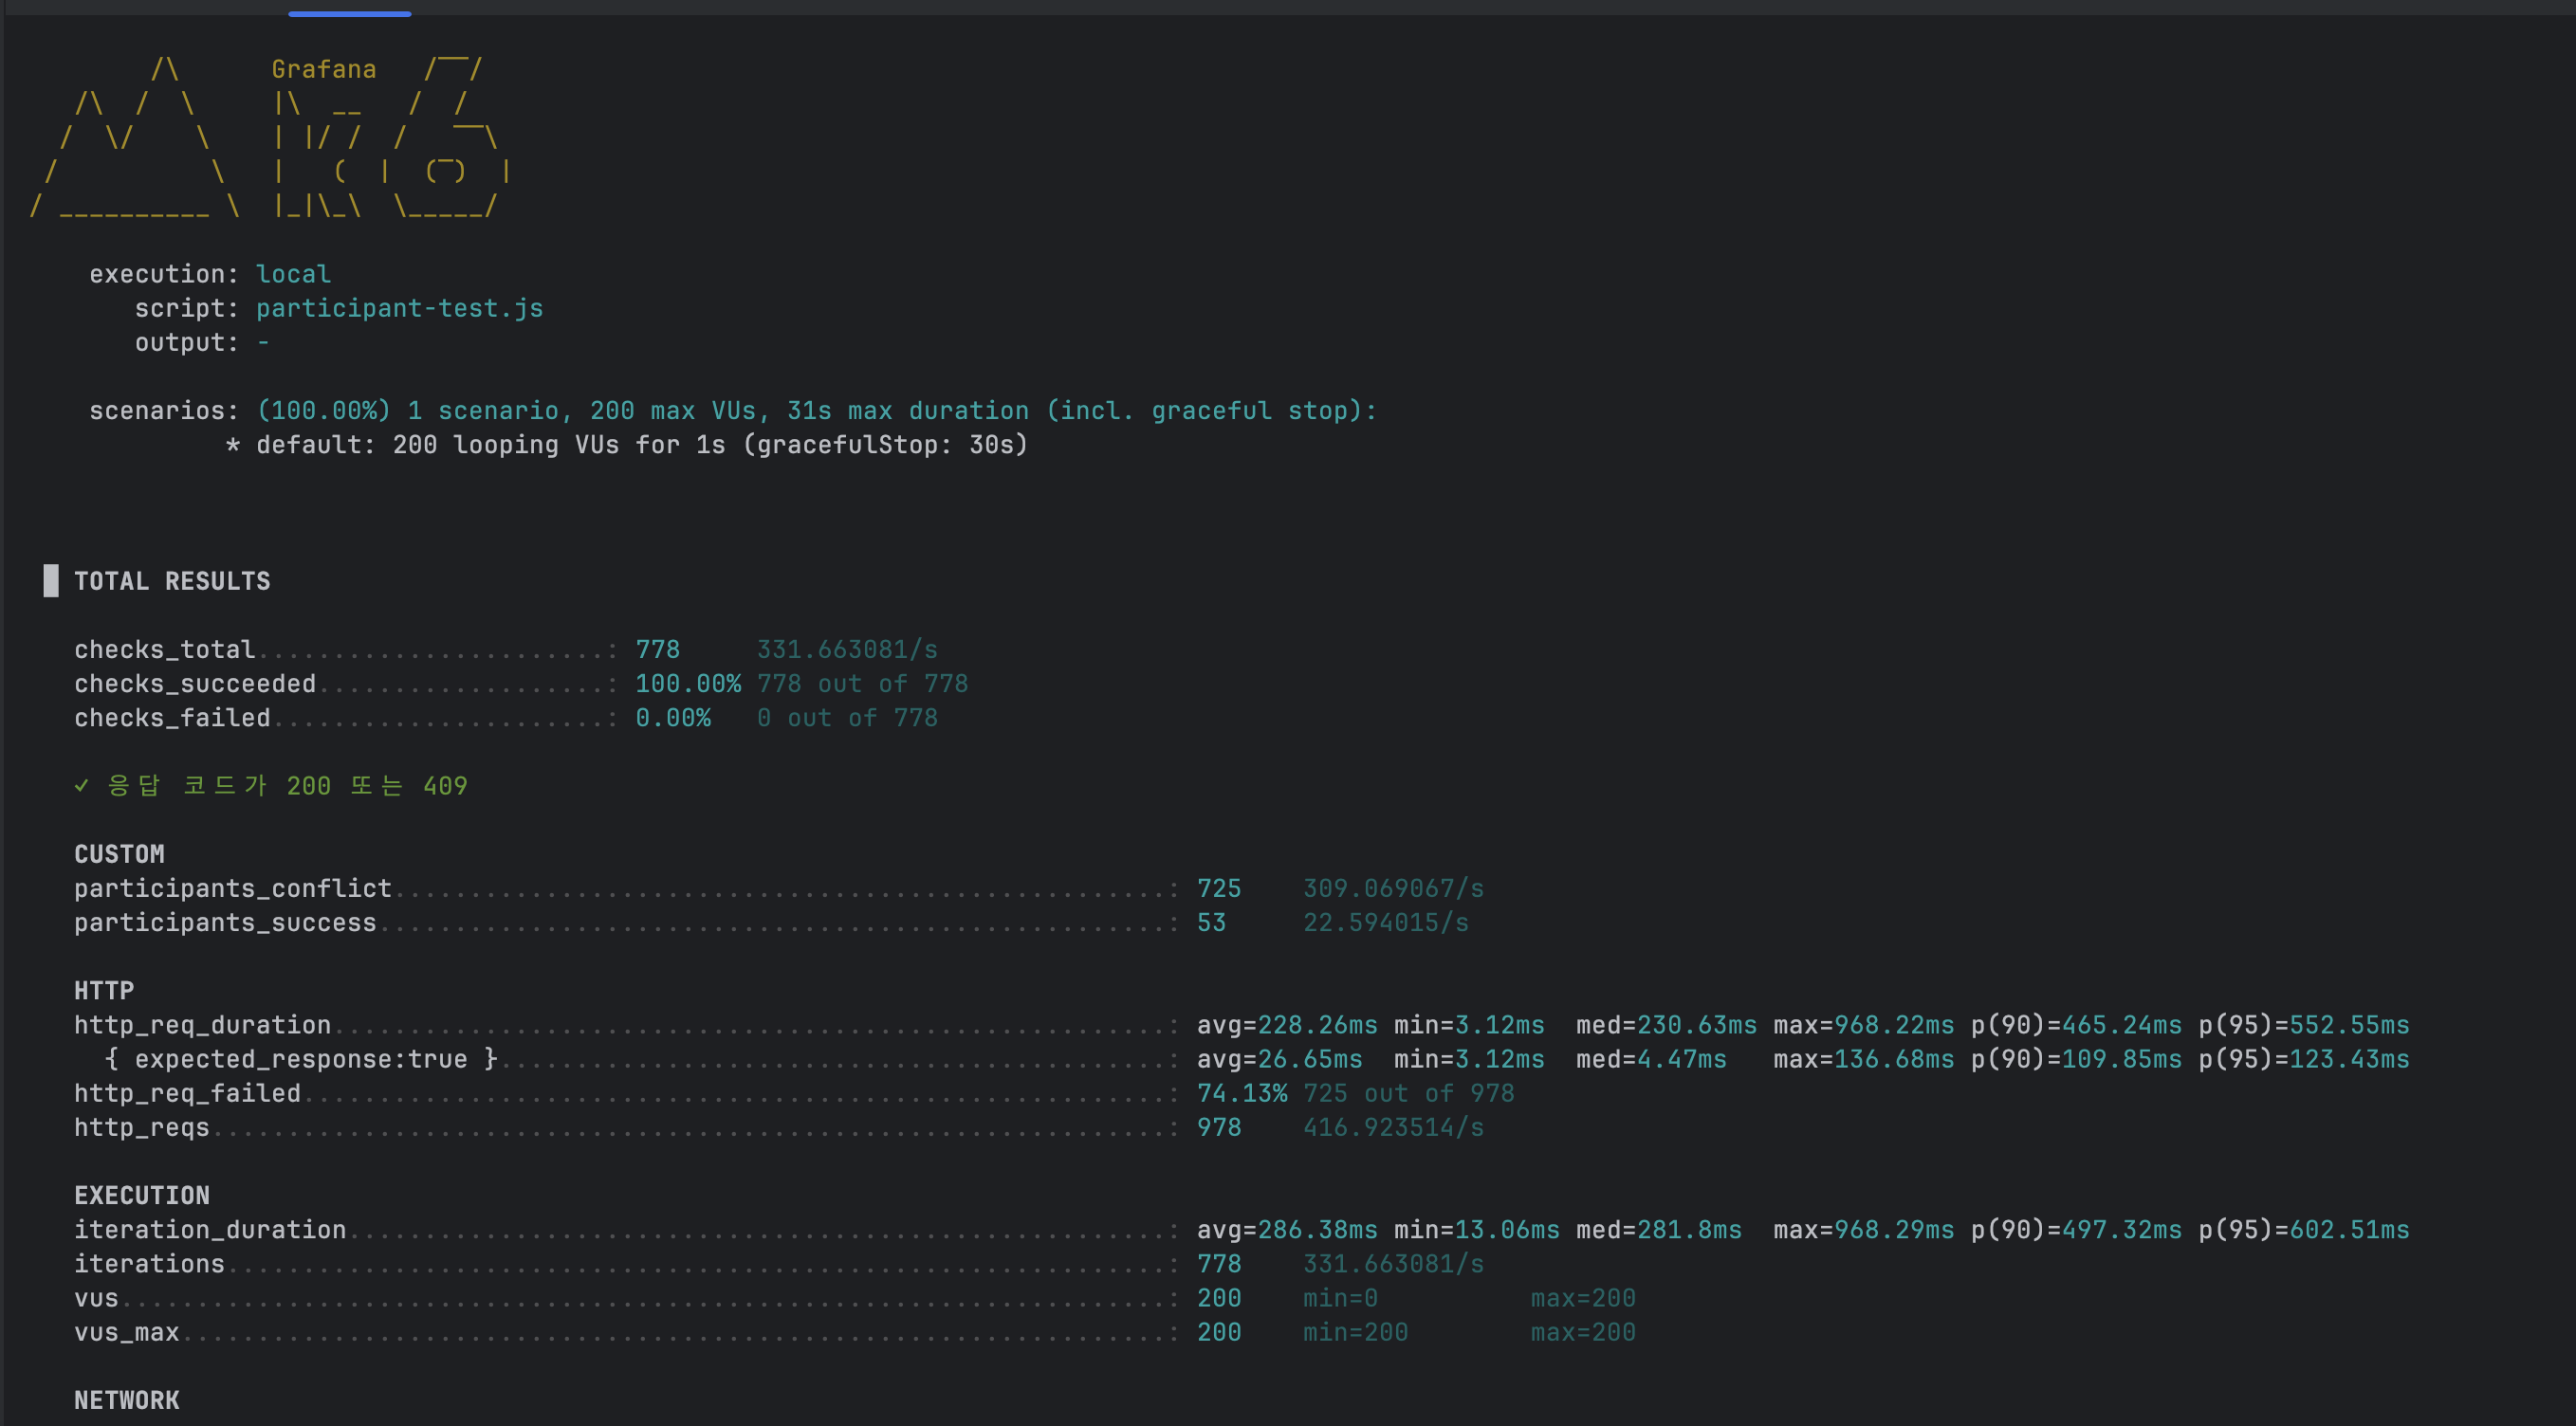 Grafana
execution: local
script: participant-test.js
output: -
scenarios: (100.00%) 1 scenario, 200 max VUs, 31s max duration (incl. graceful stop):
* default: 200 looping VUs for 1s (gracefulStop: 30s)
TOTAL RESULTS
checks_total.......................: 778 331.663081/s
checks_succeeded...................: 100.00% 778 out of 778
checks_failed......................: 0.00% 0 out of 778
✓ 응답 코드가 200 또는 409
CUSTOM
participants_conflict...................................................: 725 309.069067/s
participants_success....................................................: 53 22.594015/s
HTTP
http_req_duration.......................................................: avg=228.26ms min=3.12ms med=230.63ms max=968.22ms p(90)=465.24ms p(95)=552.55ms
{ expected_response:true }.............................................: avg=26.65ms min=3.12ms med=4.47ms max=136.68ms p(90)=109.85ms p(95)=123.43ms
http_req_failed.........................................................: 74.13% 725 out of 978
http_reqs...............................................................: 978 416.923514/s
EXECUTION
iteration_duration......................................................: avg=286.38ms min=13.06ms med=281.8ms max=968.29ms p(90)=497.32ms p(95)=602.51ms
iterations..............................................................: 778 331.663081/s
vus.....................................................................: 200 min=0 max=200
vus_max.................................................................: 200 min=200 max=200
NETWORK